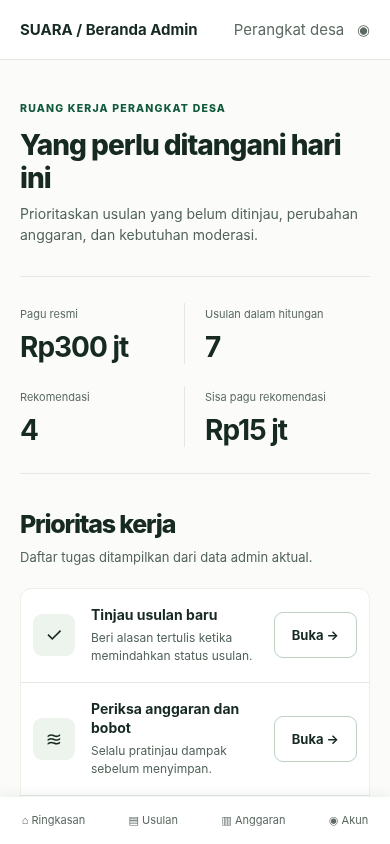 SUARA / Beranda Admin
Perangkat desa ◉
RUANG KERJA PERANGKAT DESA
Yang perlu ditangani hari
ini
Prioritaskan usulan yang belum ditinjau, perubahan
anggaran, dan kebutuhan moderasi.
Pagu resmi
Rp300 jt
Usulan dalam hitungan
7
Rekomendasi
4
Sisa pagu rekomendasi
Rp15 jt
Prioritas kerja
Daftar tugas ditampilkan dari data admin aktual.
✓
Tinjau usulan baru
Beri alasan tertulis ketika
memindahkan status usulan.
Buka →
≋
Periksa anggaran dan
bobot
Selalu pratinjau dampak
sebelum menyimpan.
Buka →
⌂ Ringkasan
▤ Usulan
▥ Anggaran
◉ Akun